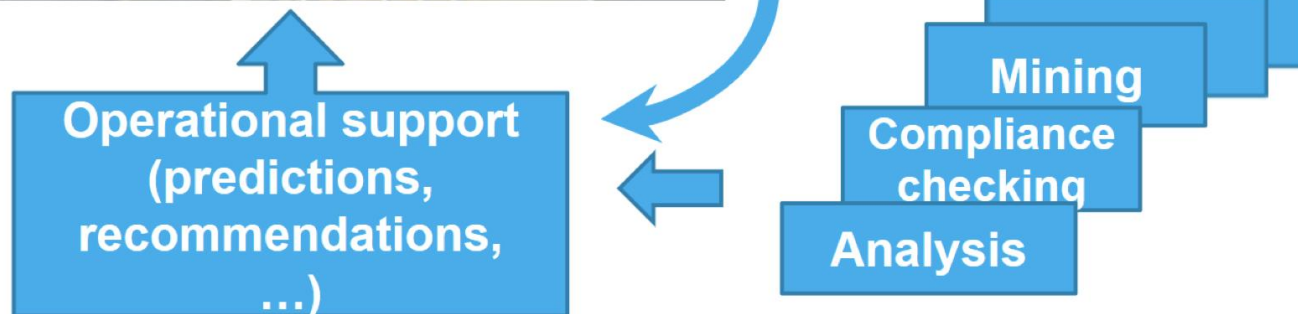 Operational support
(predictions,
recommendations,
...)
Mining
Compliance
checking
Analysis